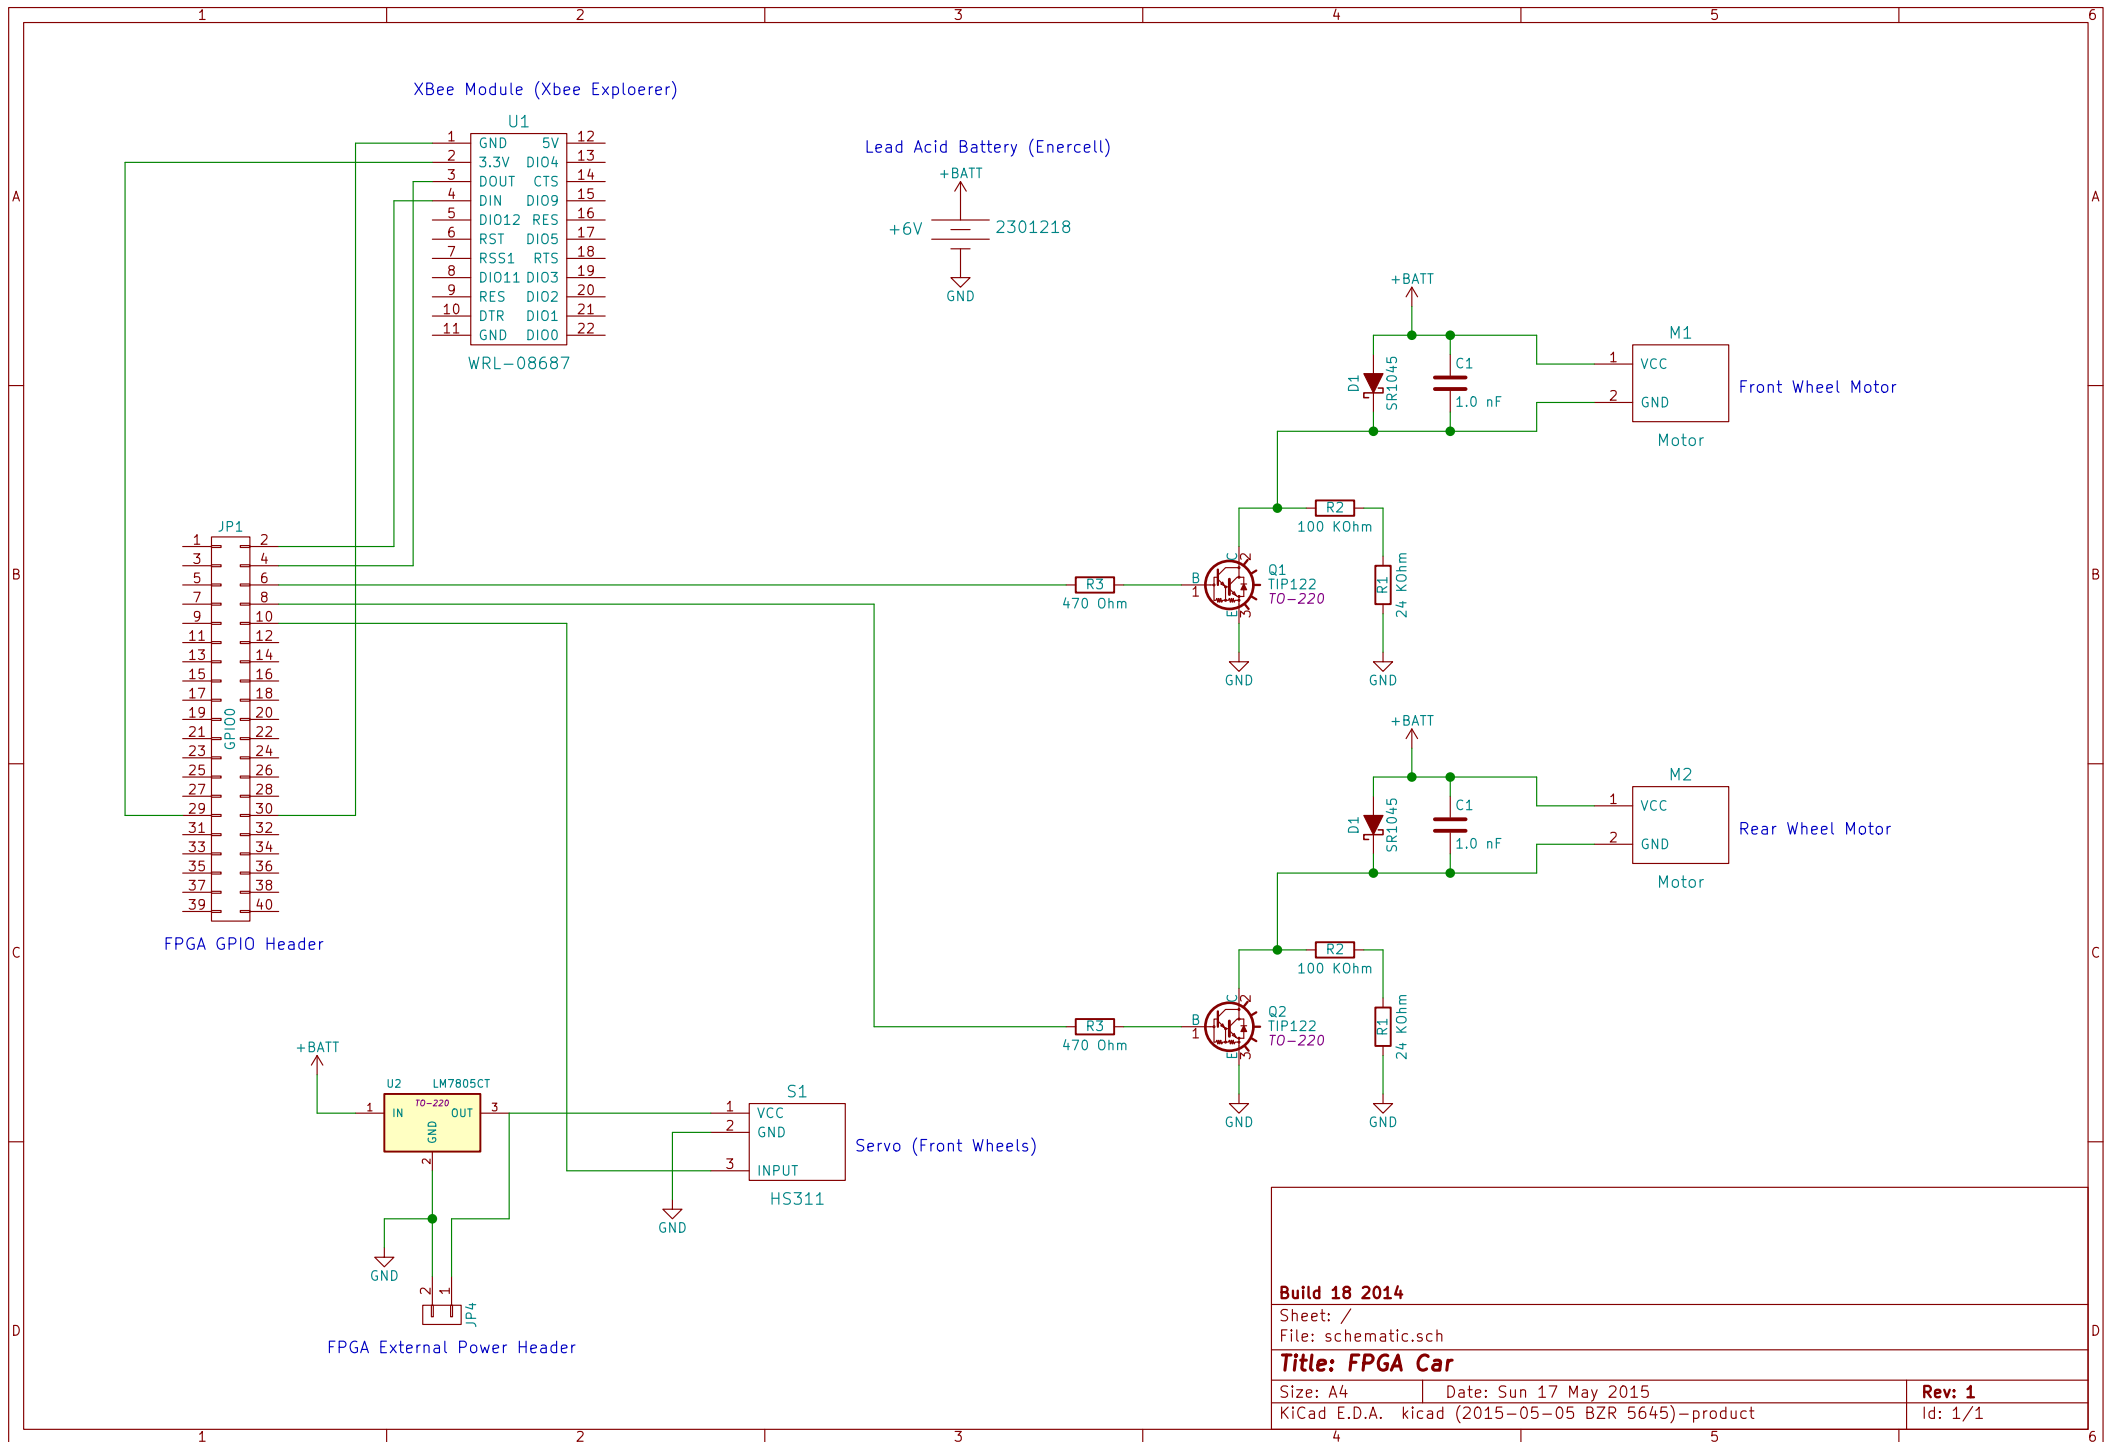 1 2 3 4 5 6
A
B
C
D
A
B
C
D
1 2 3 4 5 6
XBee Module (Xbee Exploerer)
U1
1 GND 5V 12
2 3.3V DIO4 13
3 DOUT CTS 14
4 DIN DIO9 15
5 DIO12 RES 16
6 RST DIO5 17
7 RSS1 RTS 18
8 DIO11 DIO3 19
9 RES DIO2 20
10 DTR DIO1 21
11 GND DIO0 22
WRL-08687
Lead Acid Battery (Enercell)
+BATT
+6V 2301218
GND
+BATT
D1
SR1045
C1
1.0 nF
M1
1 VCC
2 GND
Motor
Front Wheel Motor
R2
100 KOhm
R1
24 KOhm
R3
470 Ohm
B
1
C
2
E
3
Q1
TIP122
TO-220
GND
GND
JP1
1 2
3 4
5 6
7 8
9 10
11 12
13 14
15 16
17 18
19 20
21 22
23 24
25 26
27 28
29 30
31 32
33 34
35 36
37 38
39 40
GPIO0
FPGA GPIO Header
+BATT
D1
SR1045
C1
1.0 nF
M2
1 VCC
2 GND
Motor
Rear Wheel Motor
R2
100 KOhm
R1
24 KOhm
R3
470 Ohm
B
1
C
2
E
3
Q2
TIP122
TO-220
GND
GND
+BATT
U2 LM7805CT
TO-220
1 IN OUT 3
GND
2
GND
2 1
JP4
FPGA External Power Header
S1
1 VCC
2 GND
3 INPUT
HS311
Servo (Front Wheels)
GND
Build 18 2014
Sheet: /
File: schematic.sch
Title: FPGA Car
Size: A4 Date: Sun 17 May 2015 Rev: 1
KiCad E.D.A. kicad (2015-05-05 BZR 5645)-product Id: 1/1